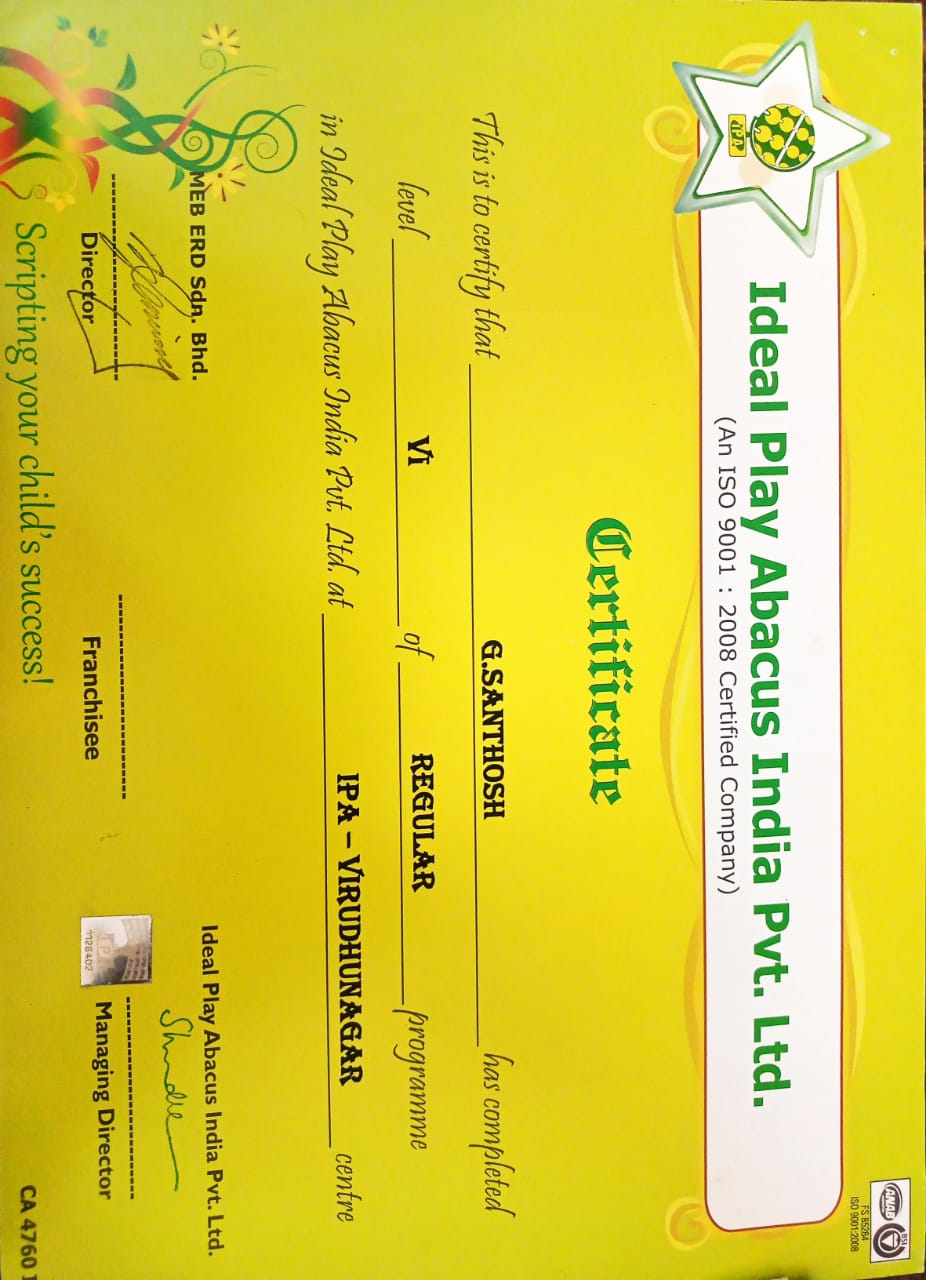 ANAB BSI
FS 85284
ISO 9001:2008
IPA
Ideal Play Abacus India Pvt. Ltd.
(An ISO 9001 : 2008 Certified Company)
Certificate
This is to certify that G.SANTHOSH has completed
level VI of REGULAR programme
in Ideal Play Abacus India Pvt. Ltd. at IPA – VIRUDHUNAGAR centre
MEB ERD Sdn. Bhd.
Ideal Play Abacus India Pvt. Ltd.
Director
Franchisee
IPA
Managing Director
Scripting your child's success!
CA 4760